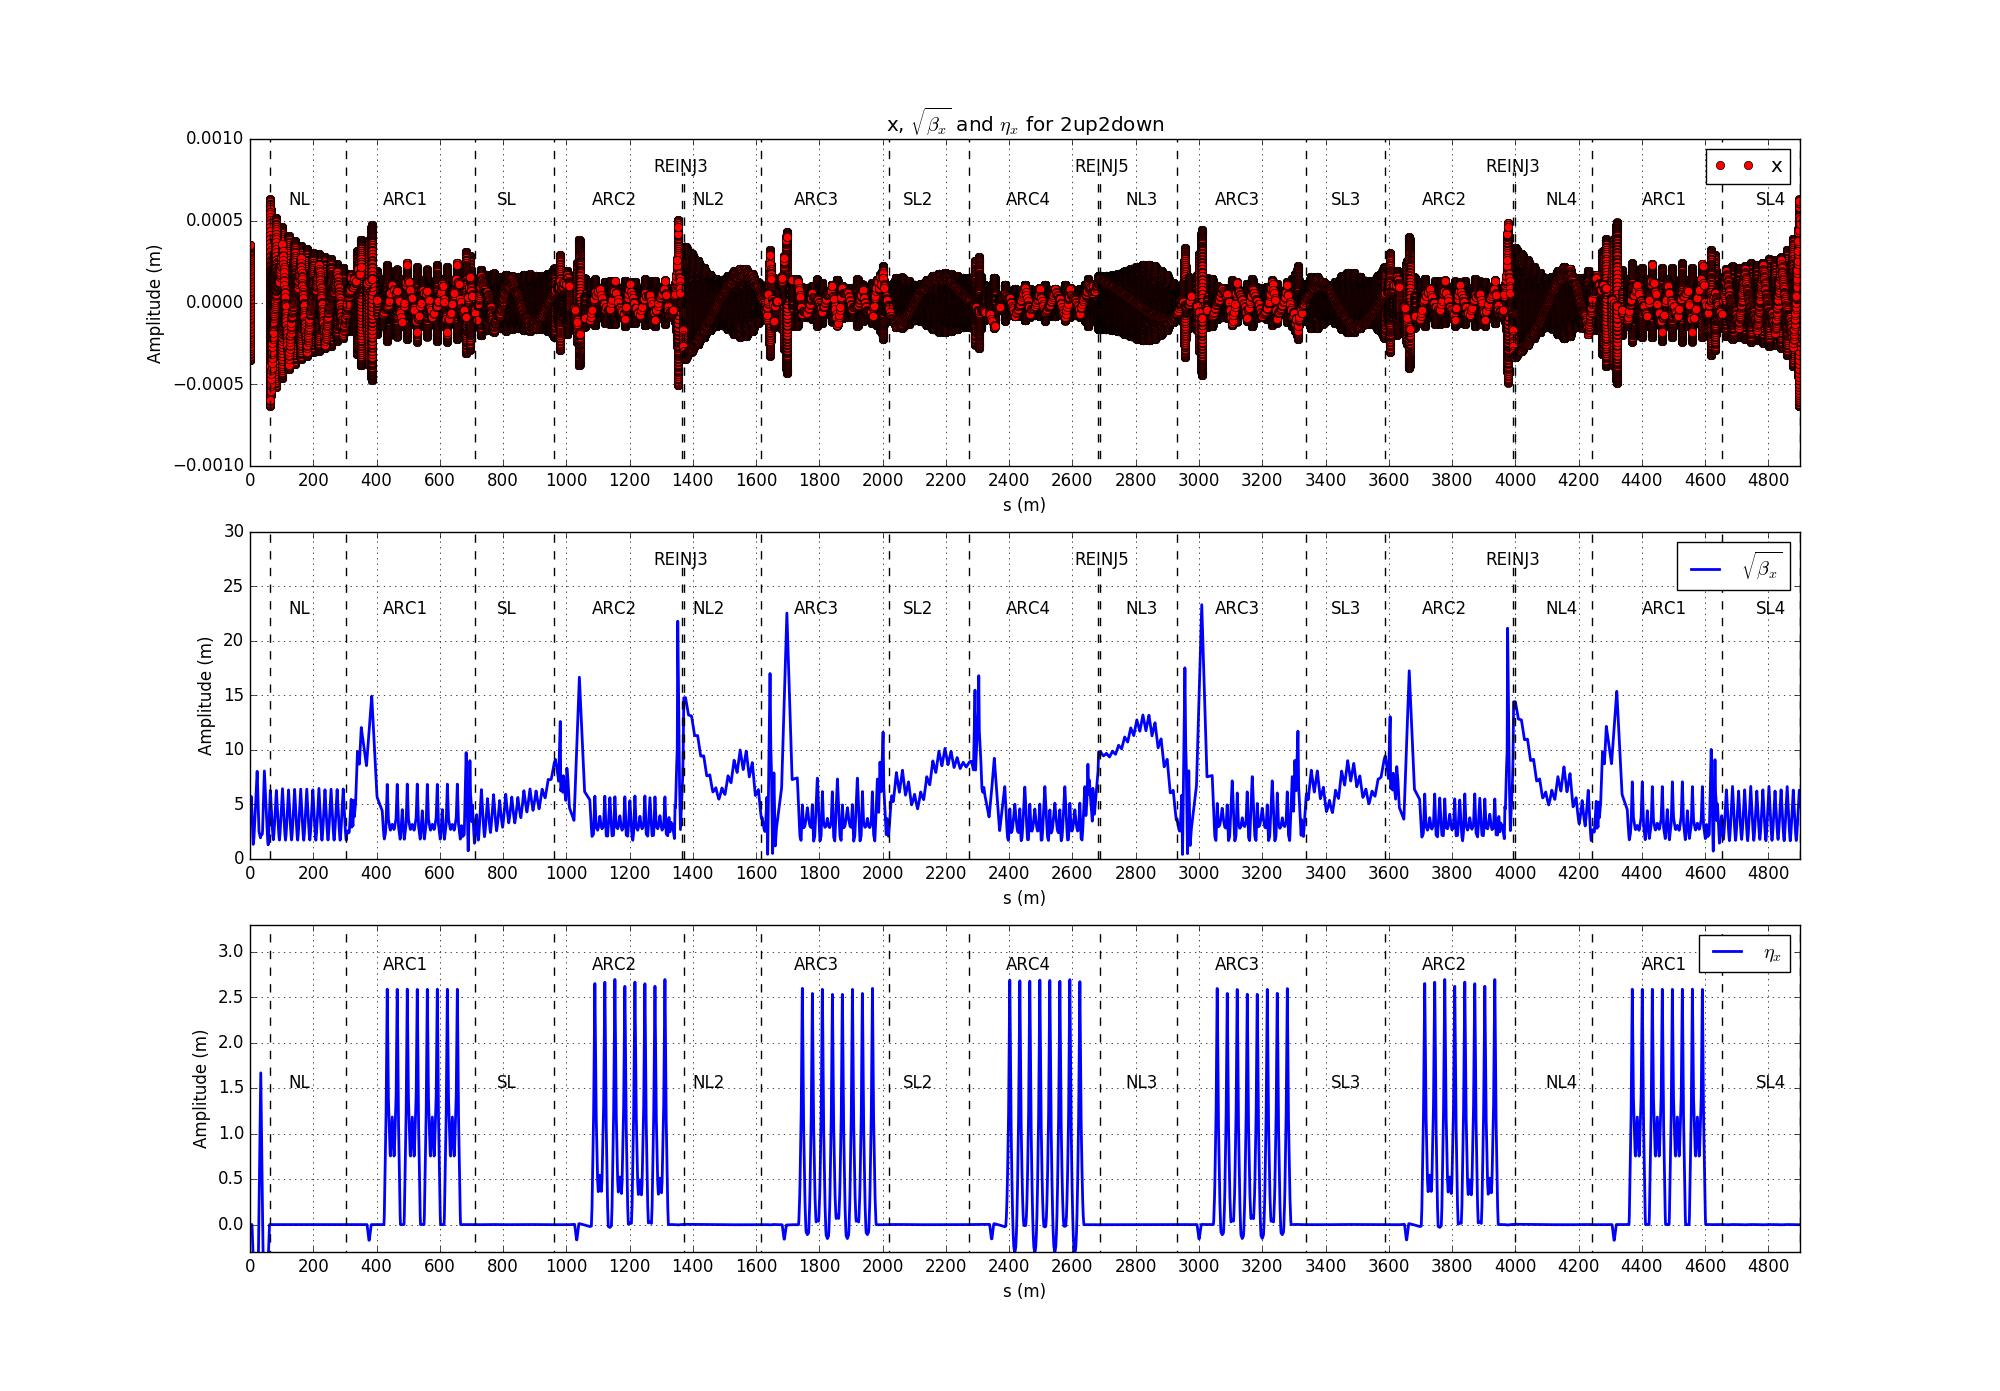 x, √βx and ηx for 2up2down
0.0010
REINJ3 REINJ5 REINJ3 x
NL ARC1 SL ARC2 NL2 ARC3 SL2 ARC4 NL3 ARC3 SL3 ARC2 NL4 ARC1 SL4
0.0005
0.0000
−0.0005
−0.0010
Amplitude (m)
0 200 400 600 800 1000 1200 1400 1600 1800 2000 2200 2400 2600 2800 3000 3200 3400 3600 3800 4000 4200 4400 4600 4800
s (m)
30
REINJ3 REINJ5 REINJ3 √βx
25
NL ARC1 SL ARC2 NL2 ARC3 SL2 ARC4 NL3 ARC3 SL3 ARC2 NL4 ARC1 SL4
20
15
10
5
0
Amplitude (m)
0 200 400 600 800 1000 1200 1400 1600 1800 2000 2200 2400 2600 2800 3000 3200 3400 3600 3800 4000 4200 4400 4600 4800
s (m)
3.0 ηx
ARC1 ARC2 ARC3 ARC4 ARC3 ARC2 ARC1
2.5
2.0
1.5
NL SL NL2 SL2 NL3 SL3 NL4 SL4
1.0
0.5
0.0
Amplitude (m)
0 200 400 600 800 1000 1200 1400 1600 1800 2000 2200 2400 2600 2800 3000 3200 3400 3600 3800 4000 4200 4400 4600 4800
s (m)